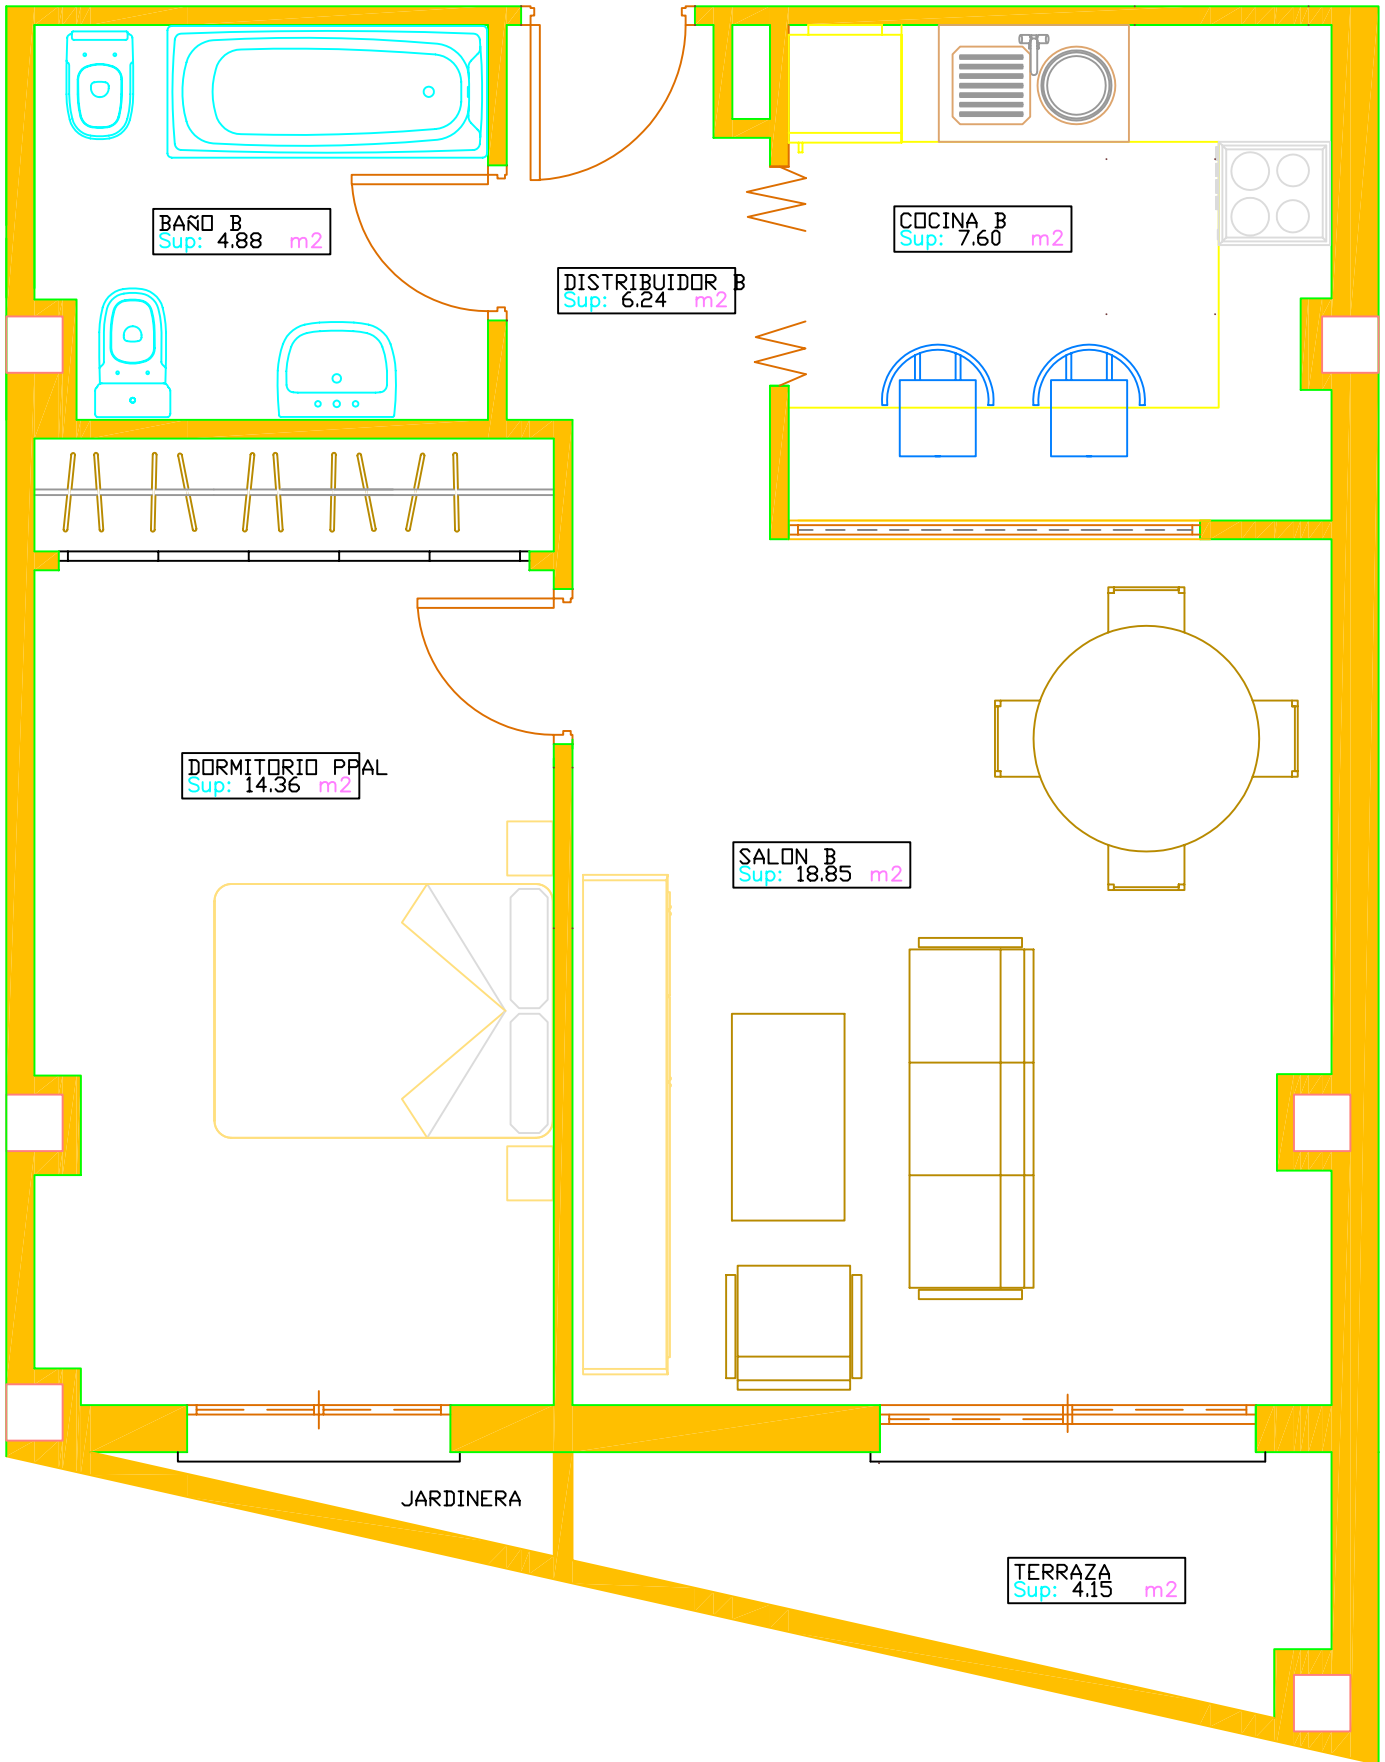 BAÑO B
Sup: 4.88 m2
COCINA B
Sup: 7.60 m2
DISTRIBUIDOR B
Sup: 6.24 m2
DORMITORIO PPAL
Sup: 14.36 m2
SALON B
Sup: 18.85 m2
JARDINERA
TERRAZA
Sup: 4.15 m2